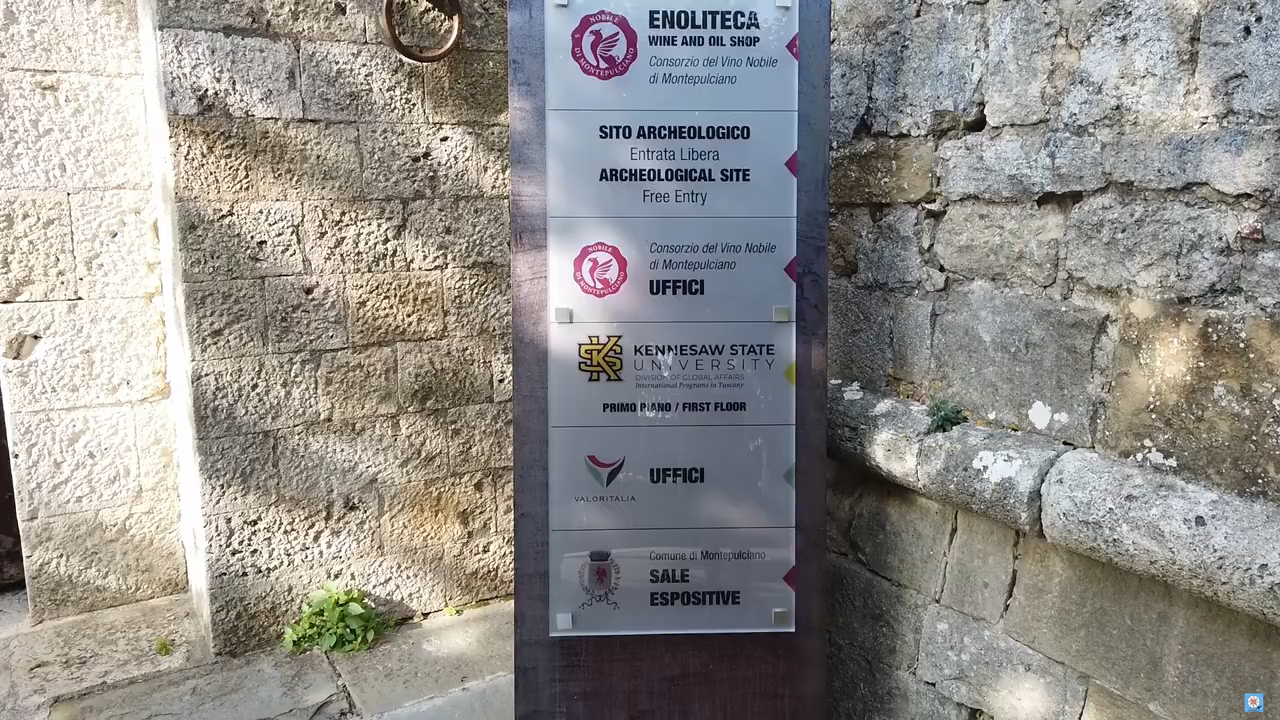 NOBILE
DI MONTEPULCIANO
ENOLITECA
WINE AND OIL SHOP
Consorzio del Vino Nobile
di Montepulciano
SITO ARCHEOLOGICO
Entrata Libera
ARCHEOLOGICAL SITE
Free Entry
NOBILE
DI MONTEPULCIANO
Consorzio del Vino Nobile
di Montepulciano
UFFICI
KS
KENNESAW STATE
UNIVERSITY
DIVISION OF GLOBAL AFFAIRS
International Programs in Tuscany
PRIMO PIANO / FIRST FLOOR
VALORITALIA
UFFICI
Comune di Montepulciano
SALE
ESPOSITIVE